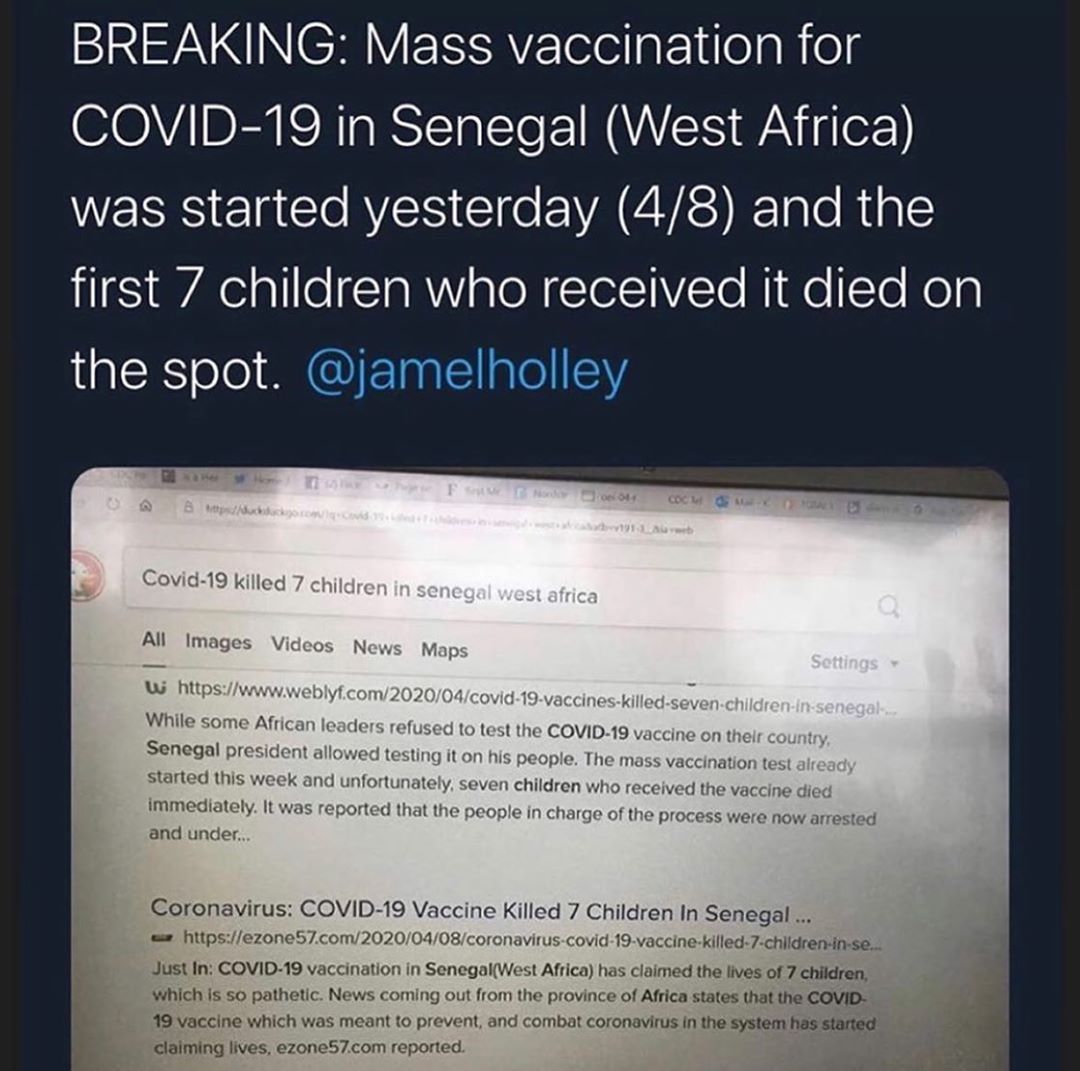 BREAKING: Mass vaccination for
COVID-19 in Senegal (West Africa)
was started yesterday (4/8) and the
first 7 children who received it died on
the spot. @jamelholley
Covid-19 killed 7 children in senegal west africa
All Images Videos News Maps
Settings
https://www.weblyf.com/2020/04/covid-19-vaccines-killed-seven-children-in-senegal-...
While some African leaders refused to test the COVID-19 vaccine on their country,
Senegal president allowed testing it on his people. The mass vaccination test already
started this week and unfortunately, seven children who received the vaccine died
immediately. It was reported that the people in charge of the process were now arrested
and under...
Coronavirus: COVID-19 Vaccine Killed 7 Children In Senegal ...
https://ezone57.com/2020/04/08/coronavirus-covid-19-vaccine-killed-7-children-in-se...
Just In: COVID-19 vaccination in Senegal(West Africa) has claimed the lives of 7 children,
which is so pathetic. News coming out from the province of Africa states that the COVID-
19 vaccine which was meant to prevent, and combat coronavirus in the system has started
claiming lives, ezone57.com reported.